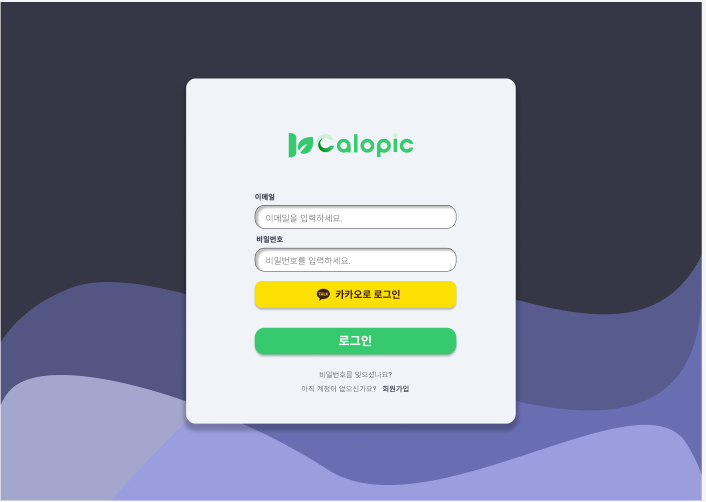 Calopic
이메일
이메일을 입력하세요.
비밀번호
비밀번호를 입력하세요.
TALK 카카오로 로그인
로그인
비밀번호를 잊으셨나요?
아직 계정이 없으신가요? 회원가입